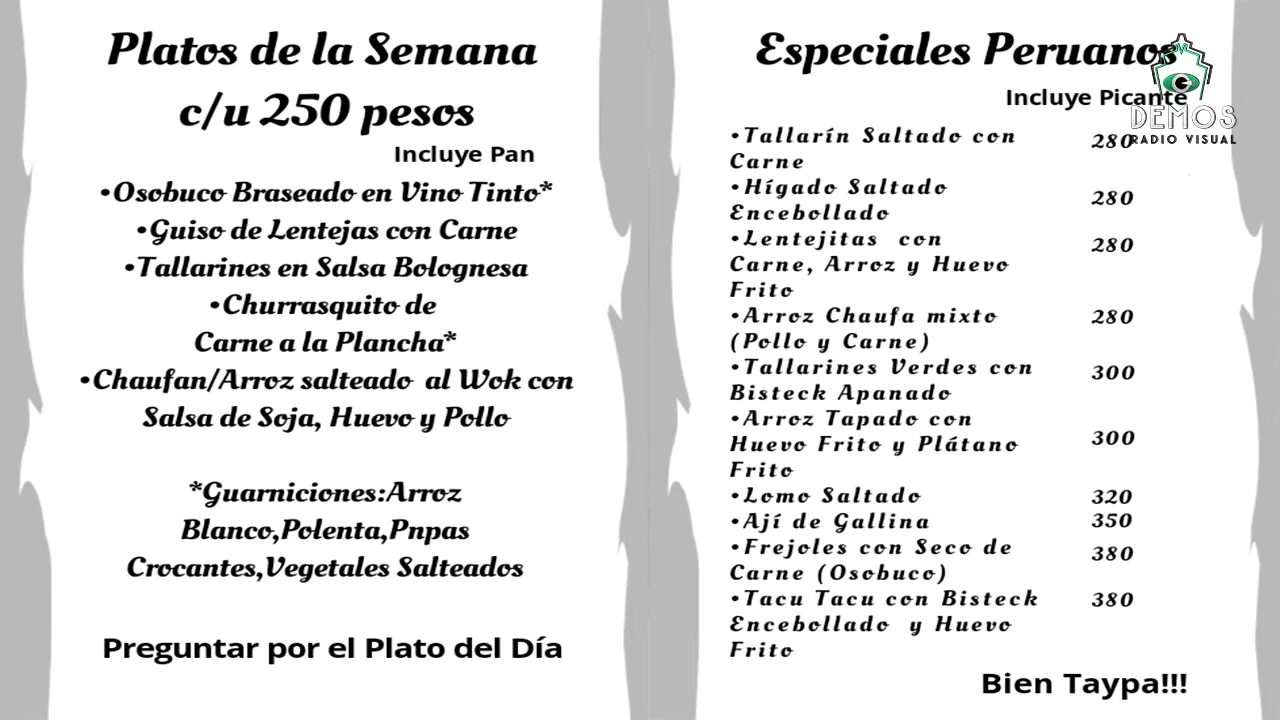 Platos de la Semana
c/u 250 pesos
Incluye Pan
•Osobuco Braseado en Vino Tinto*
•Guiso de Lentejas con Carne
•Tallarines en Salsa Bolognesa
•Churrasquito de
Carne a la Plancha*
•Chaufan/Arroz salteado al Wok con
Salsa de Soja, Huevo y Pollo
*Guarniciones:Arroz
Blanco,Polenta,Pnpas
Crocantes,Vegetales Salteados
Preguntar por el Plato del Día
Especiales Peruanos
Incluye Picante
DEMOS
RADIO VISUAL
•Tallarín Saltado con 280
Carne
•Hígado Saltado 280
Encebollado
•Lentejitas con 280
Carne, Arroz y Huevo
Frito
•Arroz Chaufa mixto 280
(Pollo y Carne)
•Tallarines Verdes con 300
Bisteck Apanado
•Arroz Tapado con
Huevo Frito y Plátano 300
Frito
•Lomo Saltado 320
•Ají de Gallina 350
•Frejoles con Seco de 380
Carne (Osobuco)
•Tacu Tacu con Bisteck 380
Encebollado y Huevo
Frito
Bien Taypa!!!